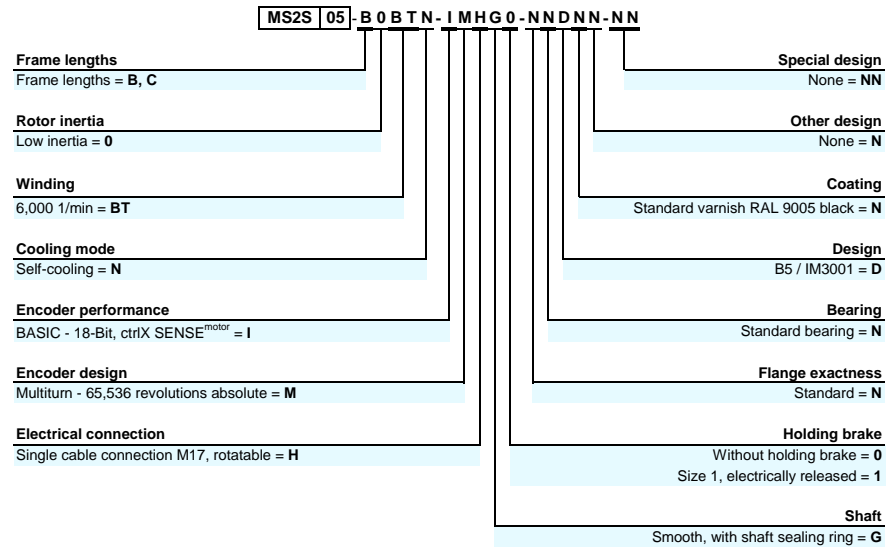 MS2S 05 - B 0 B T N - I M H G 0 - N N D N N - N N
Frame lengths
Frame lengths = B, C
Rotor inertia
Low inertia = 0
Winding
6,000 1/min = BT
Cooling mode
Self-cooling = N
Encoder performance
BASIC - 18-Bit, ctrlX SENSEmotor = I
Encoder design
Multiturn - 65,536 revolutions absolute = M
Electrical connection
Single cable connection M17, rotatable = H
Special design
None = NN
Other design
None = N
Coating
Standard varnish RAL 9005 black = N
Design
B5 / IM3001 = D
Bearing
Standard bearing = N
Flange exactness
Standard = N
Holding brake
Without holding brake = 0
Size 1, electrically released = 1
Shaft
Smooth, with shaft sealing ring = G